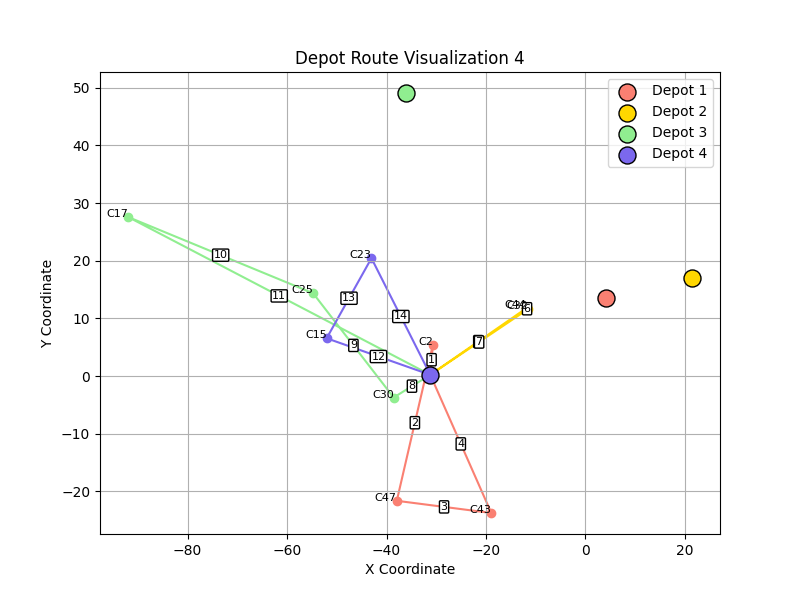 Depot Route Visualization 4
Depot 1
Depot 2
Depot 3
Depot 4
Y Coordinate
50
40
30
20
10
0
−10
−20
C17
10
11
C25
C23
13
14
C15
9
12
C2
1
6
7
C30
8
2
4
C47
3
C43
−80
−60
−40
−20
0
20
X Coordinate